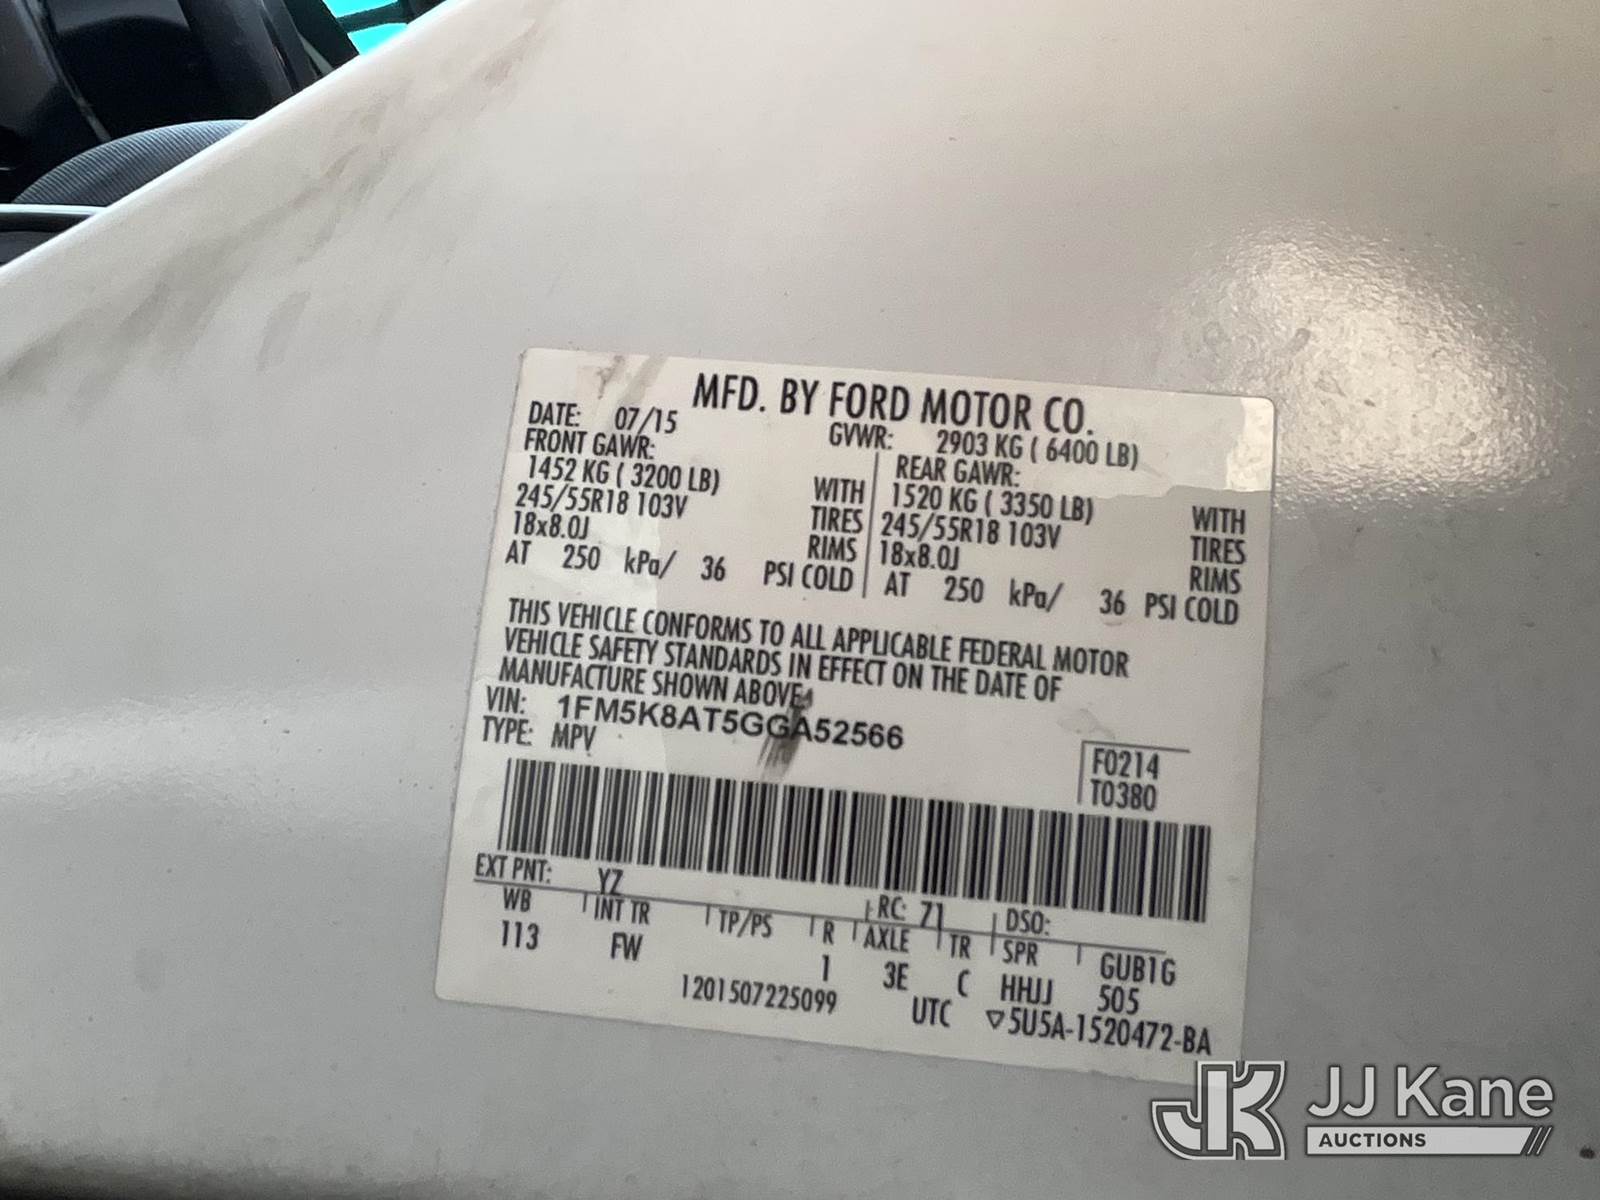 MFD. BY FORD MOTOR CO.
DATE: 07/15 GVWR: 2903 KG ( 6400 LB)
FRONT GAWR: REAR GAWR:
1452 KG ( 3200 LB) WITH 1520 KG ( 3350 LB) WITH
245/55R18 103V TIRES 245/55R18 103V TIRES
18x8.0J RIMS 18x8.0J RIMS
AT 250 kPa/ 36 PSI COLD AT 250 kPa/ 36 PSI COLD
THIS VEHICLE CONFORMS TO ALL APPLICABLE FEDERAL MOTOR
VEHICLE SAFETY STANDARDS IN EFFECT ON THE DATE OF
MANUFACTURE SHOWN ABOVE.
VIN: 1FM5K8AT5GGA52566
TYPE: MPV
F0214
T0380
EXT PNT: YZ RC: 71 DSO:
WB INT TR TP/PS R AXLE TR SPR GUB1G
113 FW 1 3E C HHJJ 505
1201507225099 UTC ▽5U5A-1520472-BA
JK JJ Kane
AUCTIONS